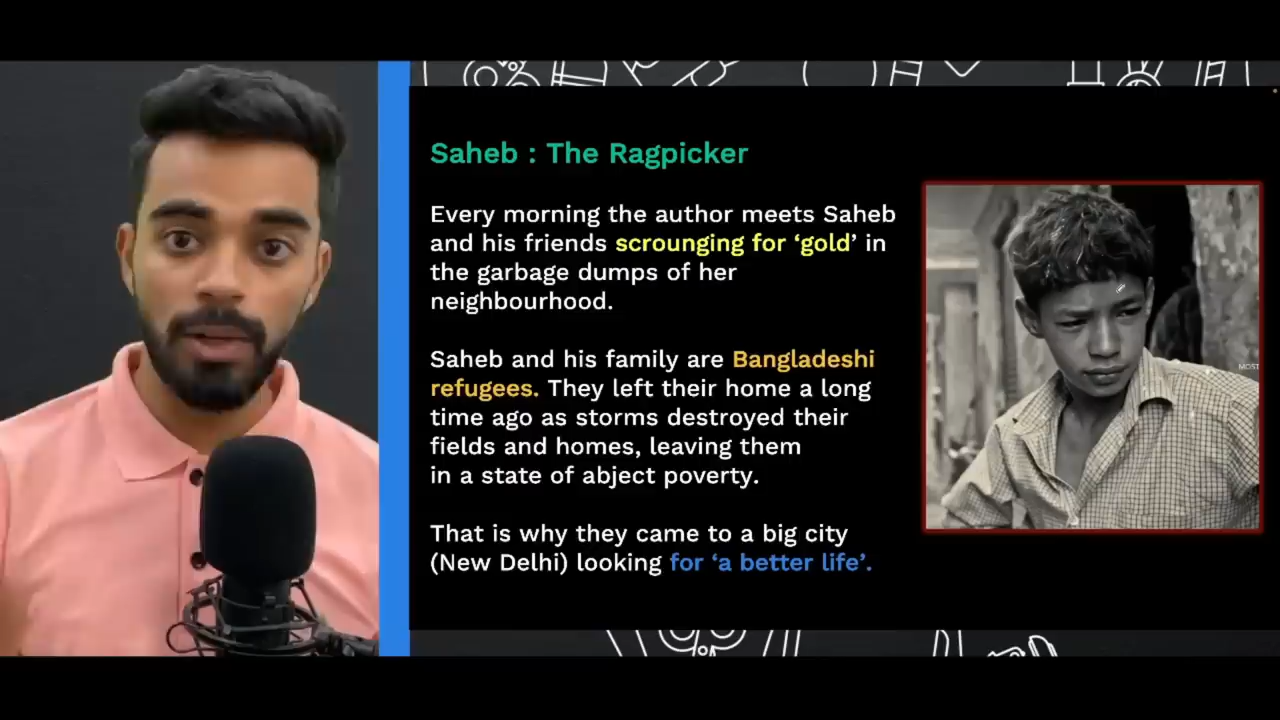 Saheb : The Ragpicker
Every morning the author meets Saheb
and his friends scrounging for ‘gold’ in
the garbage dumps of her
neighbourhood.
Saheb and his family are Bangladeshi
refugees. They left their home a long
time ago as storms destroyed their
fields and homes, leaving them
in a state of abject poverty.
That is why they came to a big city
(New Delhi) looking for ‘a better life’.
MOST